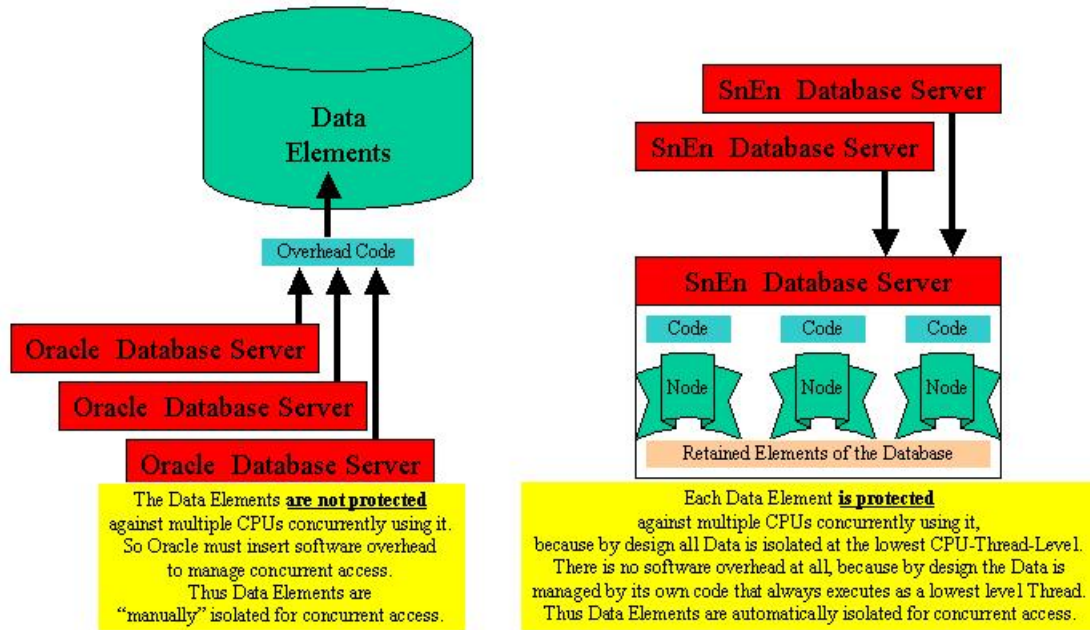 Data
Elements
Overhead Code
Oracle Database Server
Oracle Database Server
Oracle Database Server
The Data Elements are not protected
against multiple CPUs concurrently using it.
So Oracle must insert software overhead
to manage concurrent access.
Thus Data Elements are
“manually” isolated for concurrent access.
SnEn Database Server
SnEn Database Server
SnEn Database Server
Code Code Code
Node Node Node
Retained Elements of the Database
Each Data Element is protected
against multiple CPUs concurrently using it,
because by design all Data is isolated at the lowest CPU-Thread-Level.
There is no software overhead at all, because by design the Data is
managed by its own code that always executes as a lowest level Thread.
Thus Data Elements are automatically isolated for concurrent access.